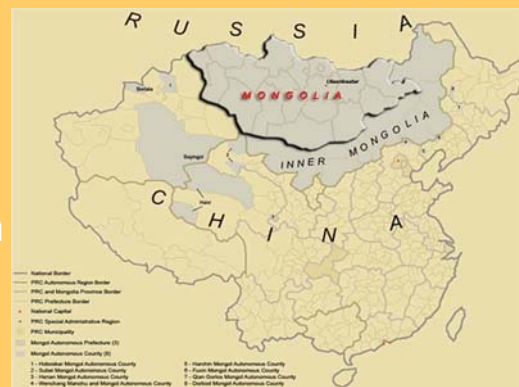 RUSSIA
Ulaanbaatar
MONGOLIA
INNER MONGOLIA
CHINA
National Border
PRC Autonomous Region Border
PRC and Mongolia Province Border
PRC Prefecture Border
National Capital
PRC Special Administrative Region
PRC Municipality
Mongol Autonomous Prefecture (3)
Mongol Autonomous County (8)
1 - Hoboksar Mongol Autonomous County
2 - Subei Mongol Autonomous County
3 - Henan Mongol Autonomous County
4 - Weichang Manchu and Mongol Autonomous County
5 - Harchin Mongol Autonomous County
6 - Fuxin Mongol Autonomous County
7 - Qian Gorlos Mongol Autonomous County
8 - Dorbod Mongol Autonomous County